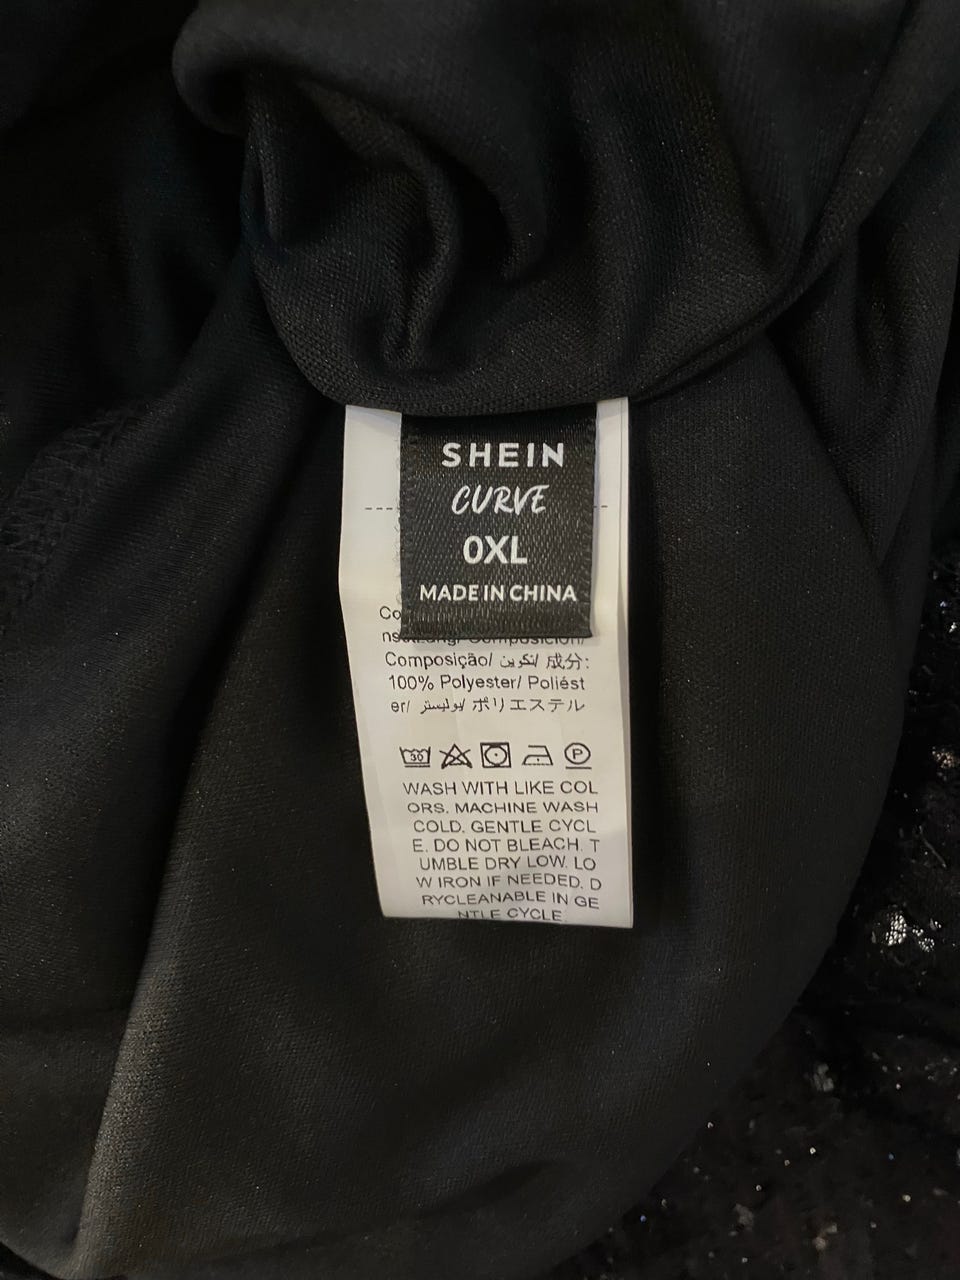 SHEIN
CURVE
0XL
MADE IN CHINA
Composição/ تكوين/ 成分:
100% Polyester/ Poliést
er/ بوليستر/ ポリエステル
30
P
WASH WITH LIKE COL
ORS. MACHINE WASH
COLD. GENTLE CYCL
E. DO NOT BLEACH. T
UMBLE DRY LOW. LO
W IRON IF NEEDED. D
RYCLEANABLE IN GE
NTLE CYCLE.